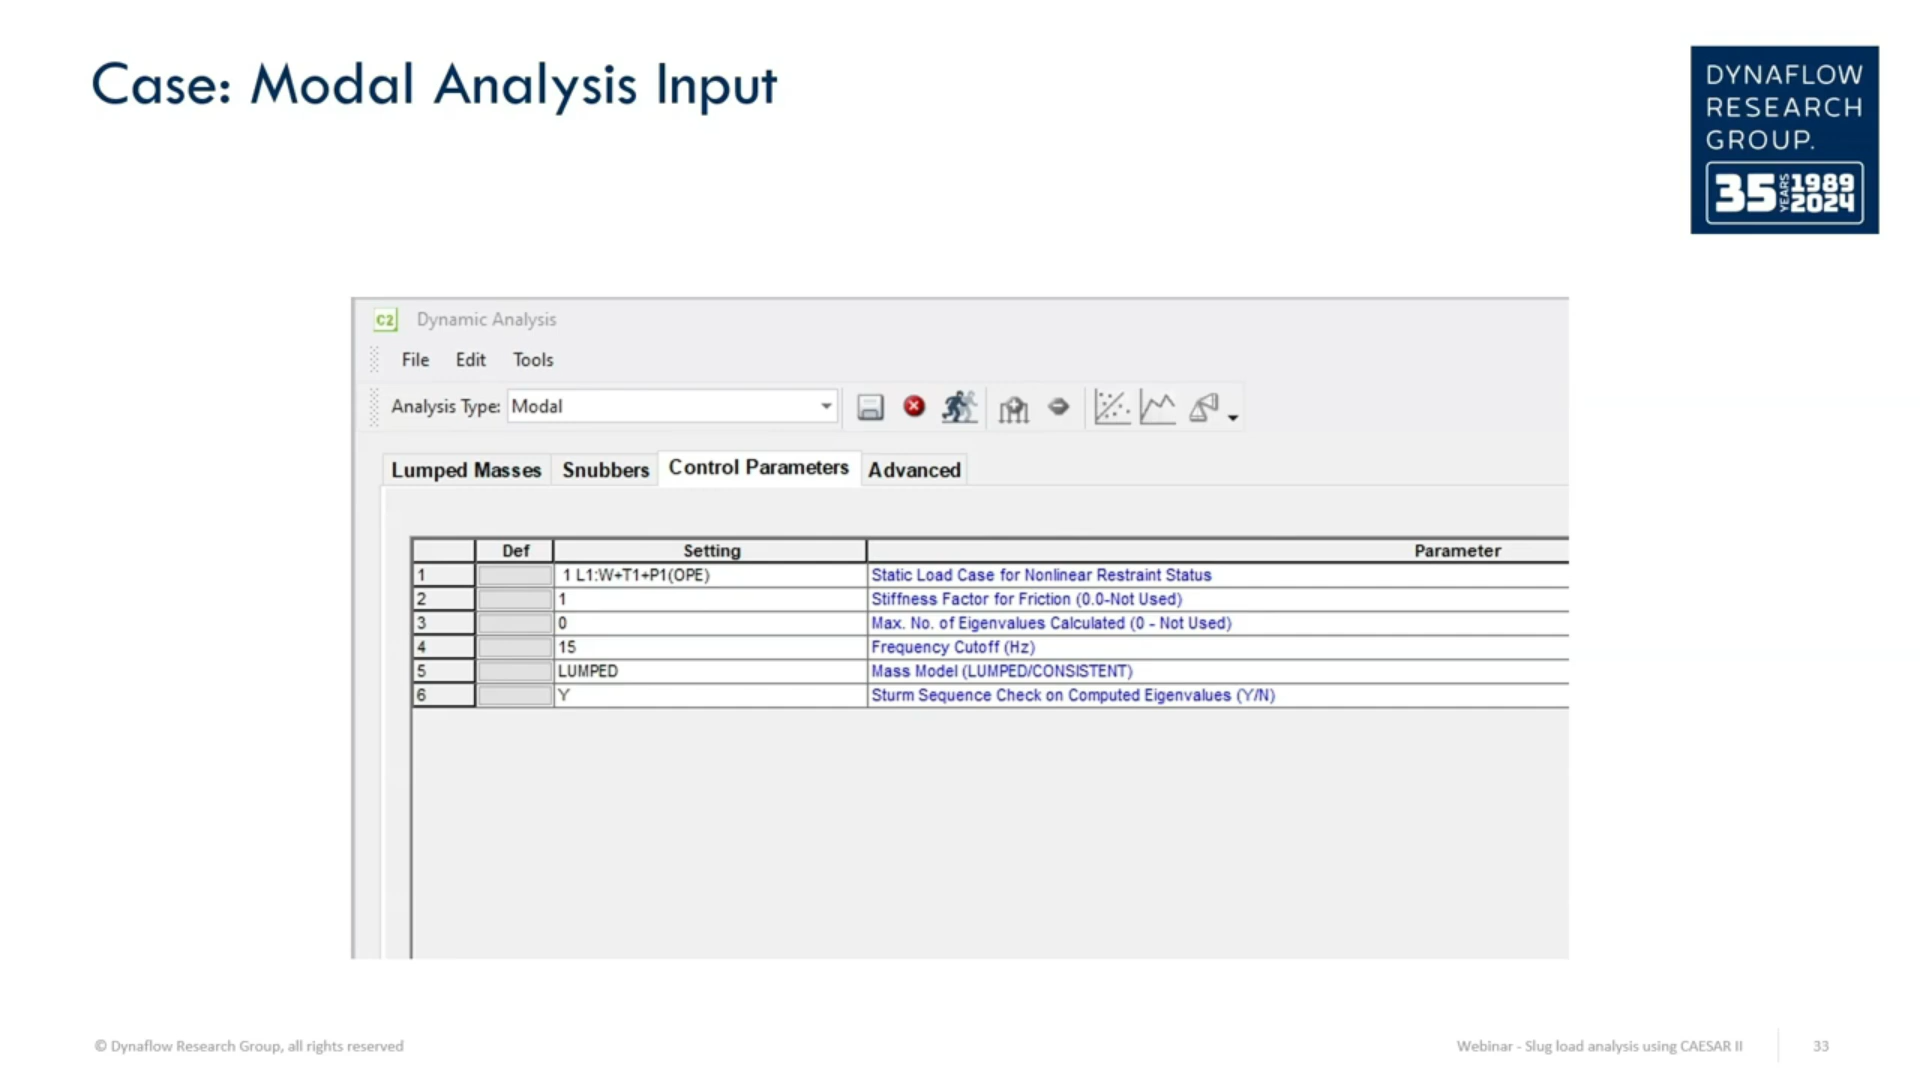 Case: Modal Analysis Input
DYNAFLOW
RESEARCH
GROUP.
35 YEARS 1989 2024
C2 Dynamic Analysis
File Edit Tools
Analysis Type: Modal
Lumped Masses Snubbers Control Parameters Advanced
Def Setting Parameter
1 1 L1:W+T1+P1(OPE) Static Load Case for Nonlinear Restraint Status
2 1 Stiffness Factor for Friction (0.0-Not Used)
3 0 Max. No. of Eigenvalues Calculated (0 - Not Used)
4 15 Frequency Cutoff (Hz)
5 LUMPED Mass Model (LUMPED/CONSISTENT)
6 Y Sturm Sequence Check on Computed Eigenvalues (Y/N)
© Dynaflow Research Group, all rights reserved
Webinar - Slug load analysis using CAESAR II
33